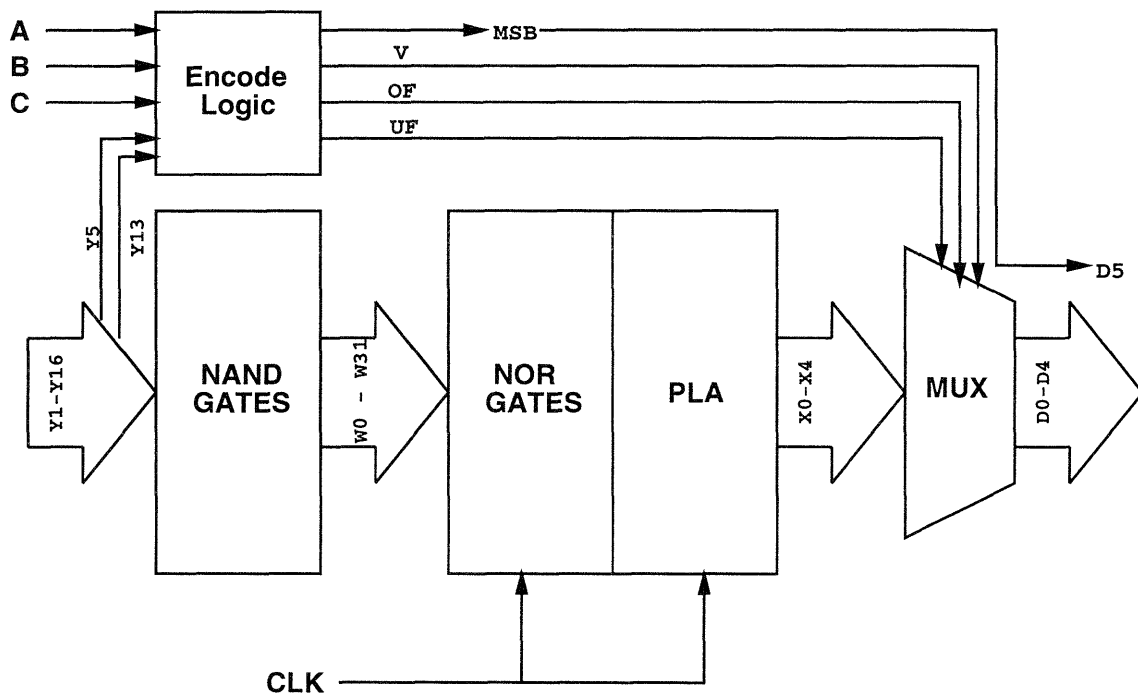 A
B
C
Encode
Logic
MSB
V
OF
UF
Y5
Y13
D5
Y1-Y16
NAND
GATES
W0 - W31
NOR
GATES
PLA
X0-X4
MUX
D0-D4
CLK